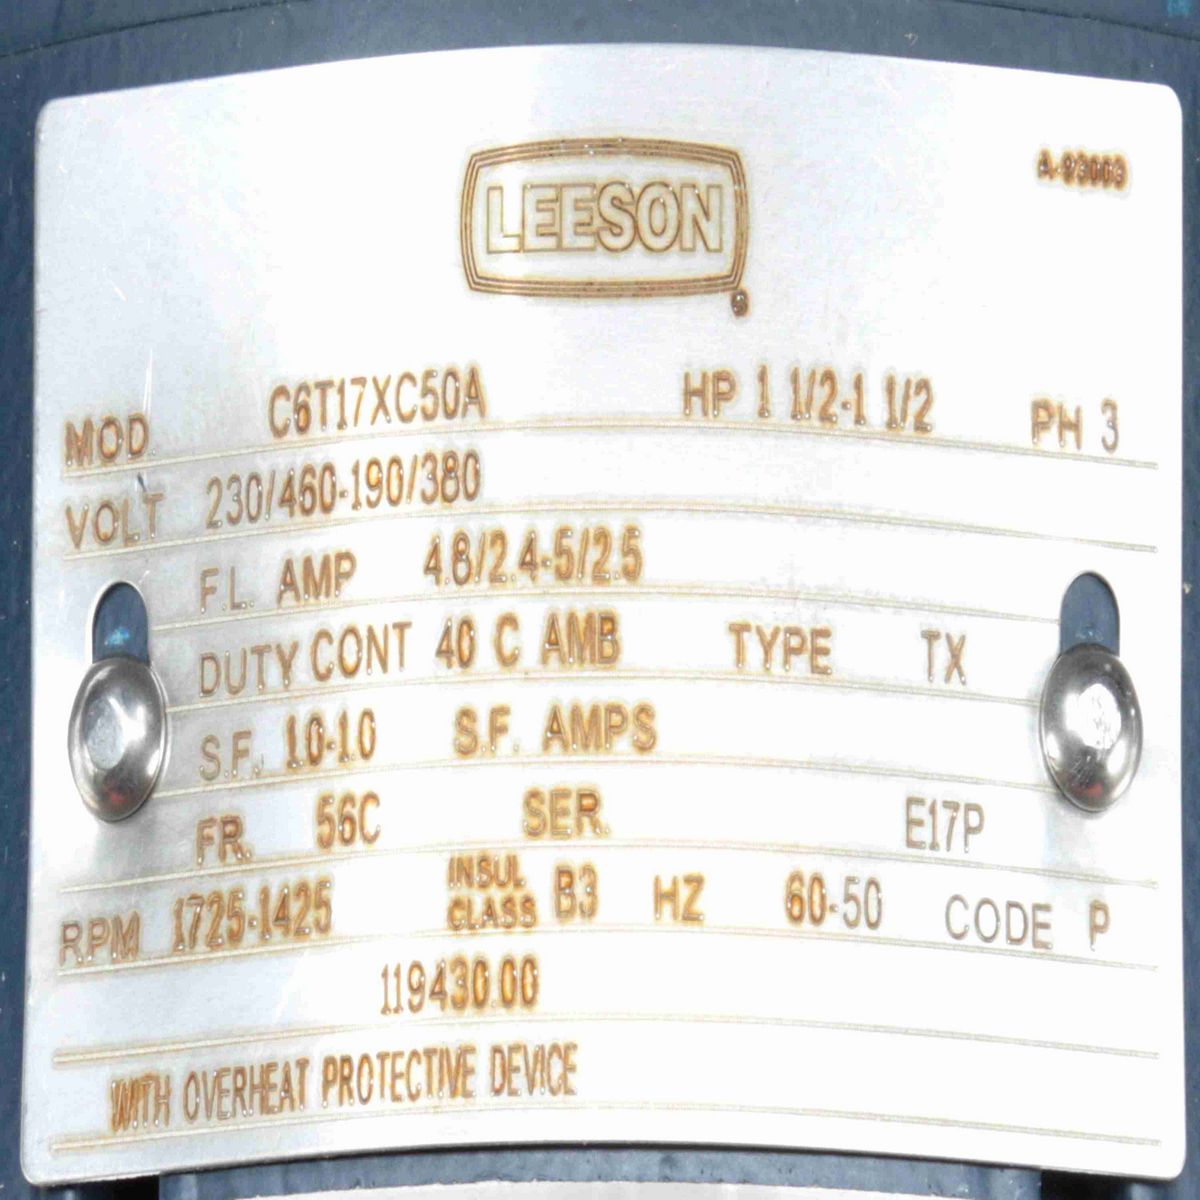 LEESON
A-93003
MOD C6T17XC50A HP 1 1/2-1 1/2 PH 3
VOLT 230/460-190/380
F.L. AMP 4.8/2.4-5/2.5
DUTY CONT 40 C AMB TYPE TX
S.F. 1.0-1.0 S.F. AMPS
FR. 56C SER. E17P
RPM 1725-1425 INSUL CLASS B3 HZ 60-50 CODE P
119430.00
WITH OVERHEAT PROTECTIVE DEVICE